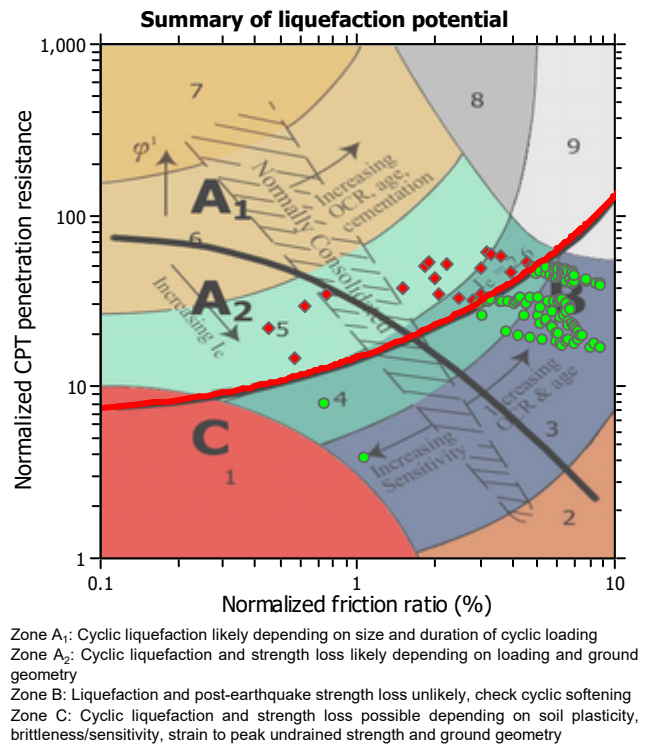 Summary of liquefaction potential
1,000
7
8
9
φ'
Increasing
OCR, age,
cementation
A1
Normally Consolidated
100
6
A2
Increasing Ic
Ic = 2.6
B
5
10
4
Increasing
OCR & age
C
1
Increasing
Sensitivity
3
2
1
0.1
1
10
Normalized CPT penetration resistance
Normalized friction ratio (%)
Zone A1: Cyclic liquefaction likely depending on size and duration of cyclic loading
Zone A2: Cyclic liquefaction and strength loss likely depending on loading and ground
geometry
Zone B: Liquefaction and post-earthquake strength loss unlikely, check cyclic softening
Zone C: Cyclic liquefaction and strength loss possible depending on soil plasticity,
brittleness/sensitivity, strain to peak undrained strength and ground geometry